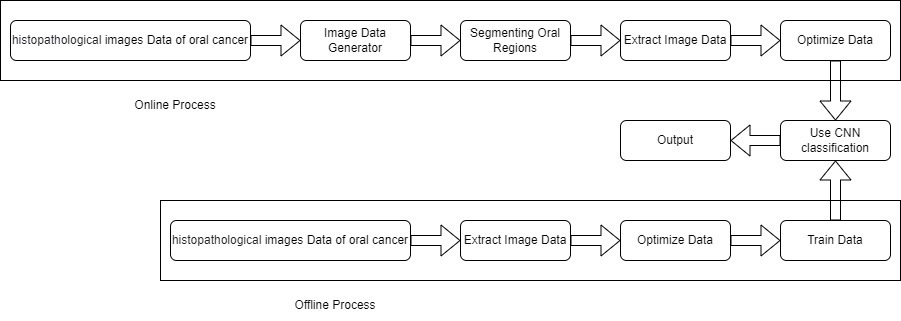 histopathological images Data of oral cancer
Image Data
Generator
Segmenting Oral
Regions
Extract Image Data
Optimize Data
Online Process
Output
Use CNN
classification
histopathological images Data of oral cancer
Extract Image Data
Optimize Data
Train Data
Offline Process